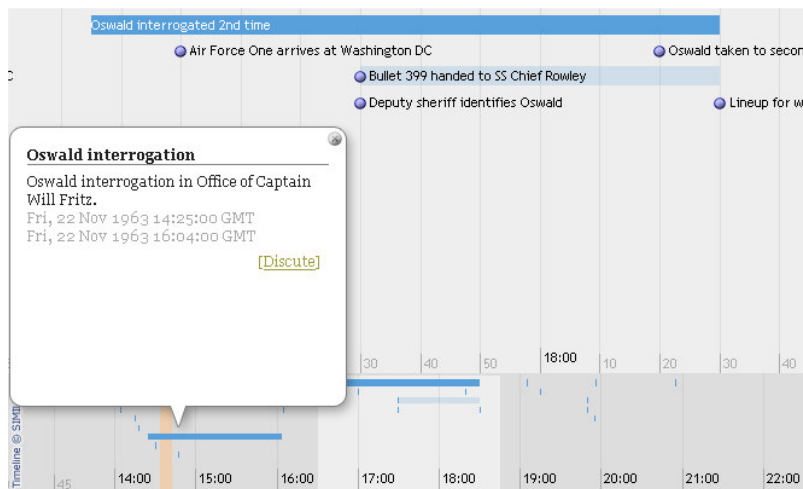 Oswald interrogated 2nd time
Air Force One arrives at Washington DC
Oswald taken to secon
Bullet 399 handed to SS Chief Rowley
Deputy sheriff identifies Oswald
Lineup for w
Oswald interrogation
Oswald interrogation in Office of Captain
Will Fritz.
Fri, 22 Nov 1963 14:25:00 GMT
Fri, 22 Nov 1963 16:04:00 GMT
[Discute]
30 40 50 18:00 10 20 30 40
Timeline © SIMIL
45 14:00 15:00 16:00 17:00 18:00 19:00 20:00 21:00 22:00